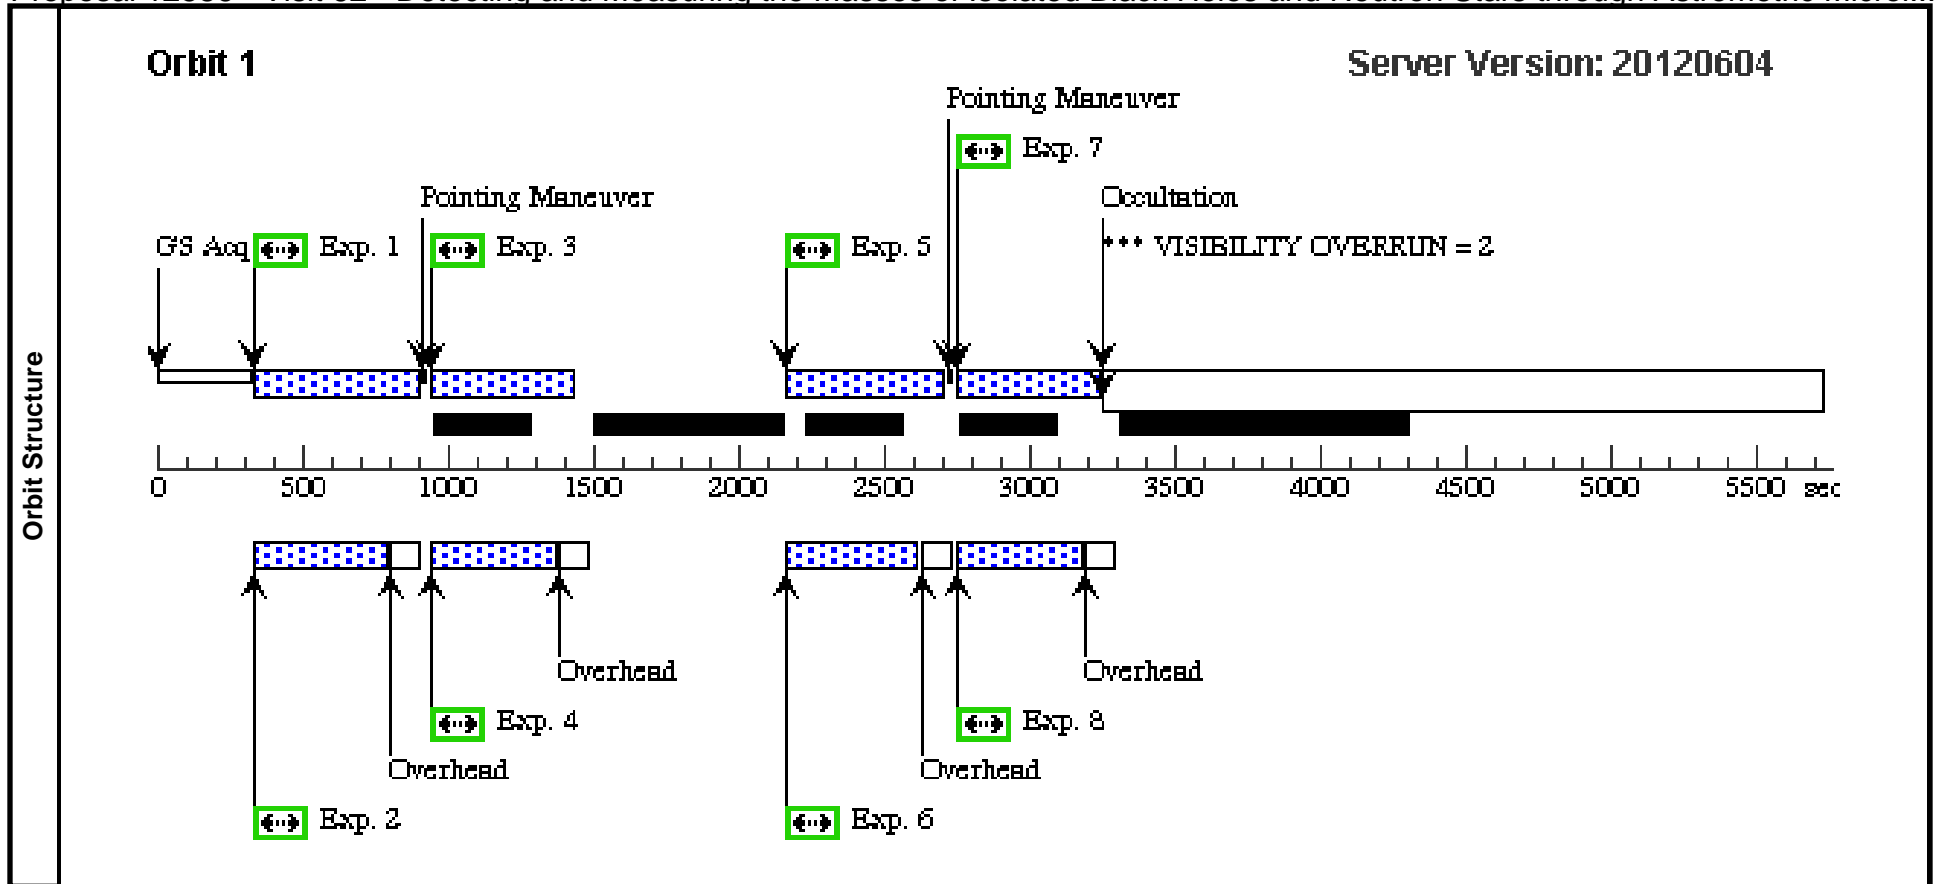 Orbit 1
Server Version: 20120604
Pointing Maneuver
Exp. 7
Pointing Maneuver
Occultation
GS Acq
Exp. 1
Exp. 3
Exp. 5
*** VISIBILITY OVERRUN = 2
Orbit Structure
0 500 1000 1500 2000 2500 3000 3500 4000 4500 5000 5500 sec
Overhead
Overhead
Exp. 4
Exp. 8
Overhead
Overhead
Exp. 2
Exp. 6